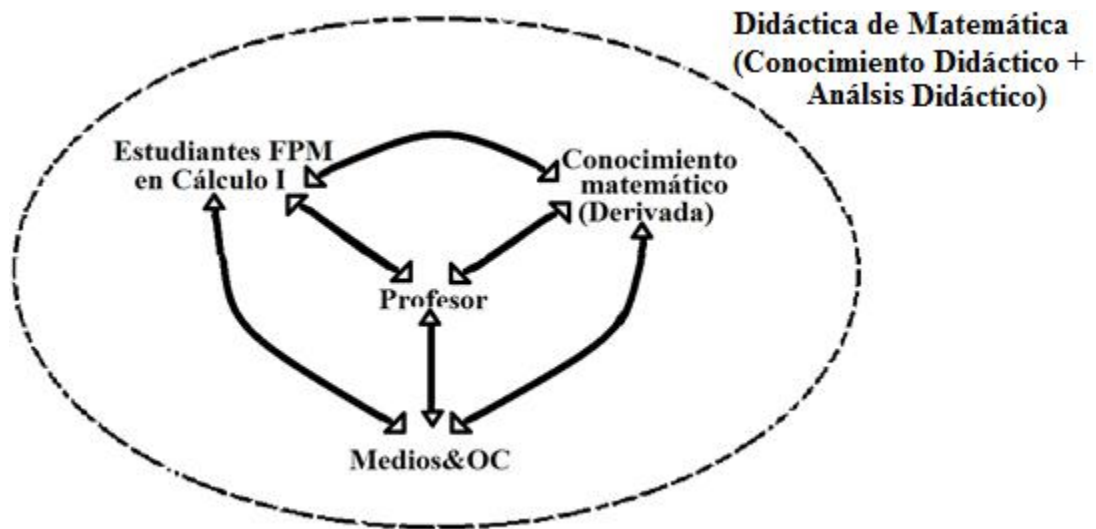 Didáctica de Matemática
(Conocimiento Didáctico +
Análsis Didáctico)
Estudiantes FPM
en Cálculo I
Conocimiento
matemático
(Derivada)
Profesor
Medios&OC